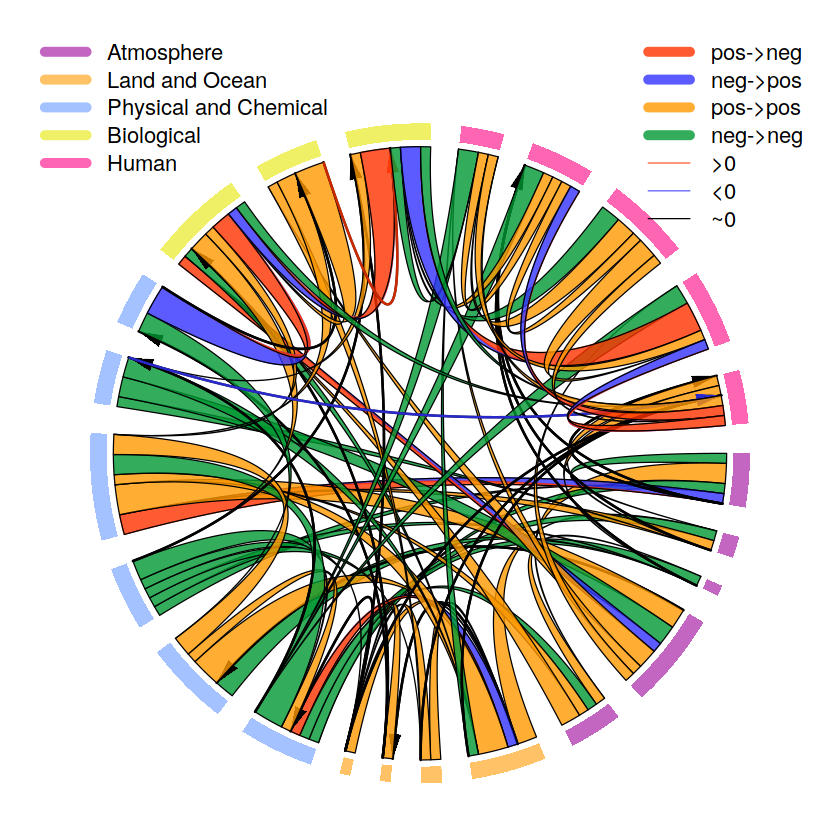 Atmosphere
Land and Ocean
Physical and Chemical
Biological
Human
pos->neg
neg->pos
pos->pos
neg->neg
>0
<0
~0